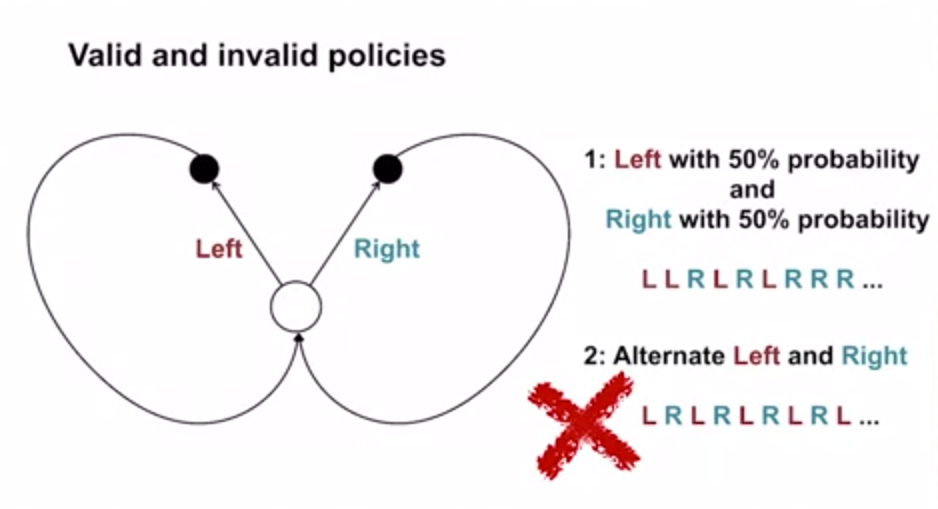 Valid and invalid policies
Left
Right
1: Left with 50% probability
and
Right with 50% probability
L L R L R L R R R ...
2: Alternate Left and Right
L R L R L R L R L ...